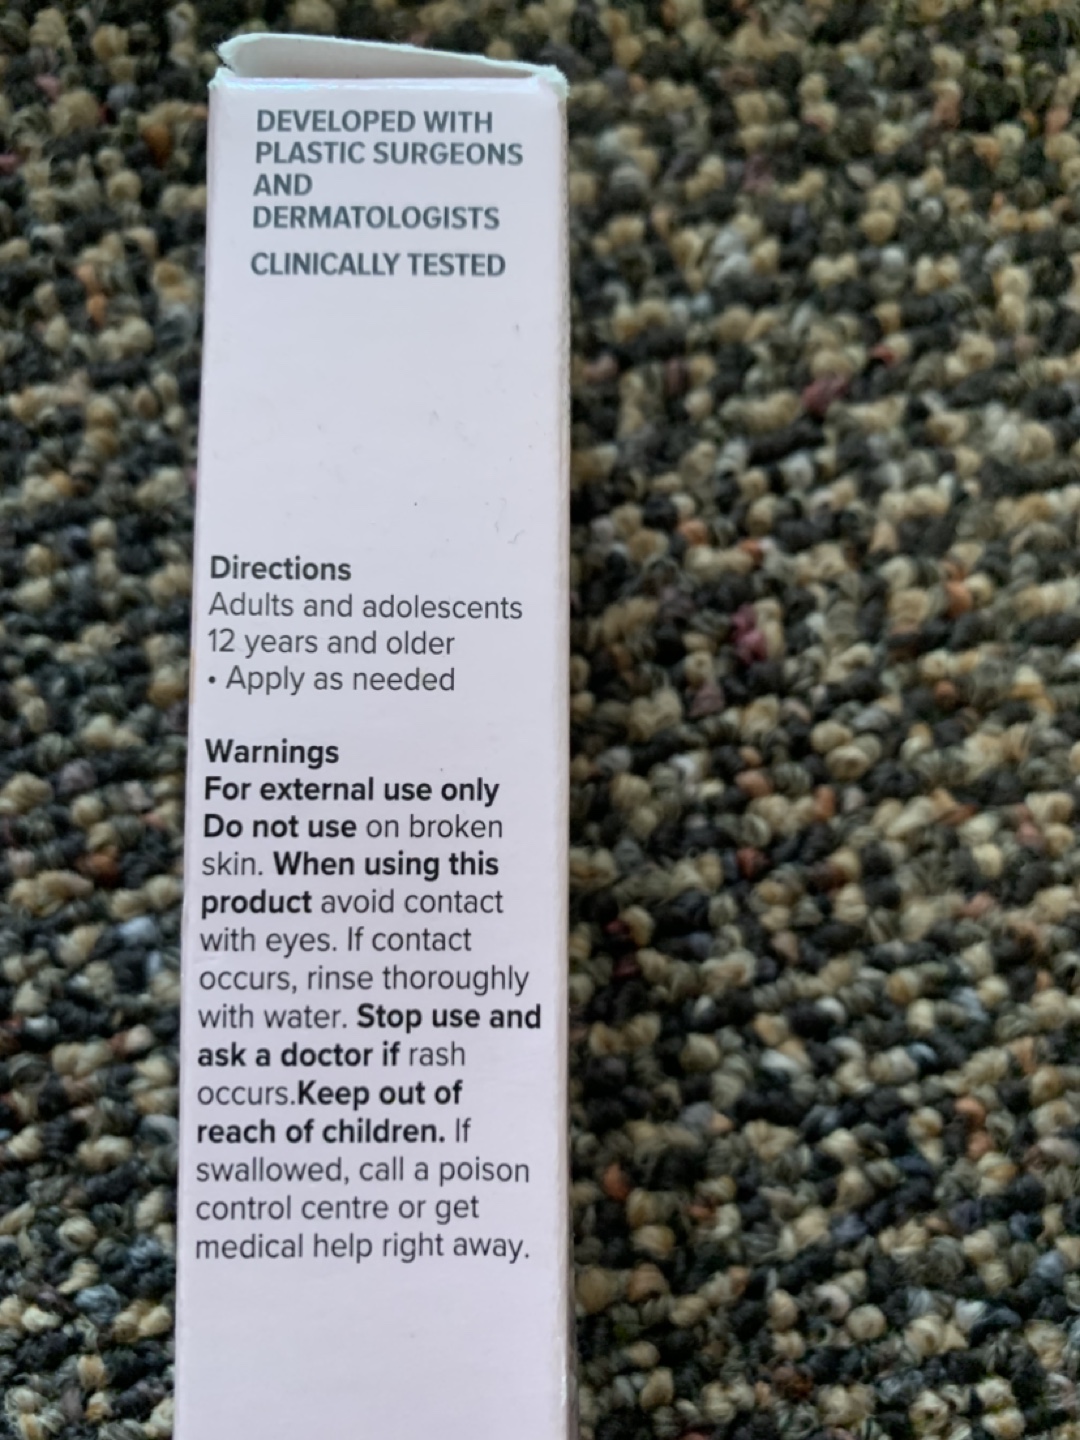 DEVELOPED WITH
PLASTIC SURGEONS
AND
DERMATOLOGISTS
CLINICALLY TESTED
Directions
Adults and adolescents
12 years and older
• Apply as needed
Warnings
For external use only
Do not use on broken
skin. When using this
product avoid contact
with eyes. If contact
occurs, rinse thoroughly
with water. Stop use and
ask a doctor if rash
occurs.Keep out of
reach of children. If
swallowed, call a poison
control centre or get
medical help right away.